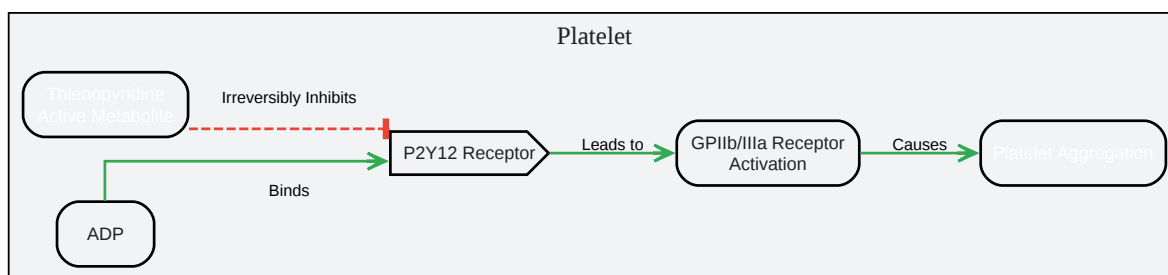 Platelet
Thienopyridine
Active Metabolite
Irreversibly Inhibits
P2Y12 Receptor
Leads to
GPIIb/IIIa Receptor
Activation
Causes
Platelet Aggregation
Binds
ADP